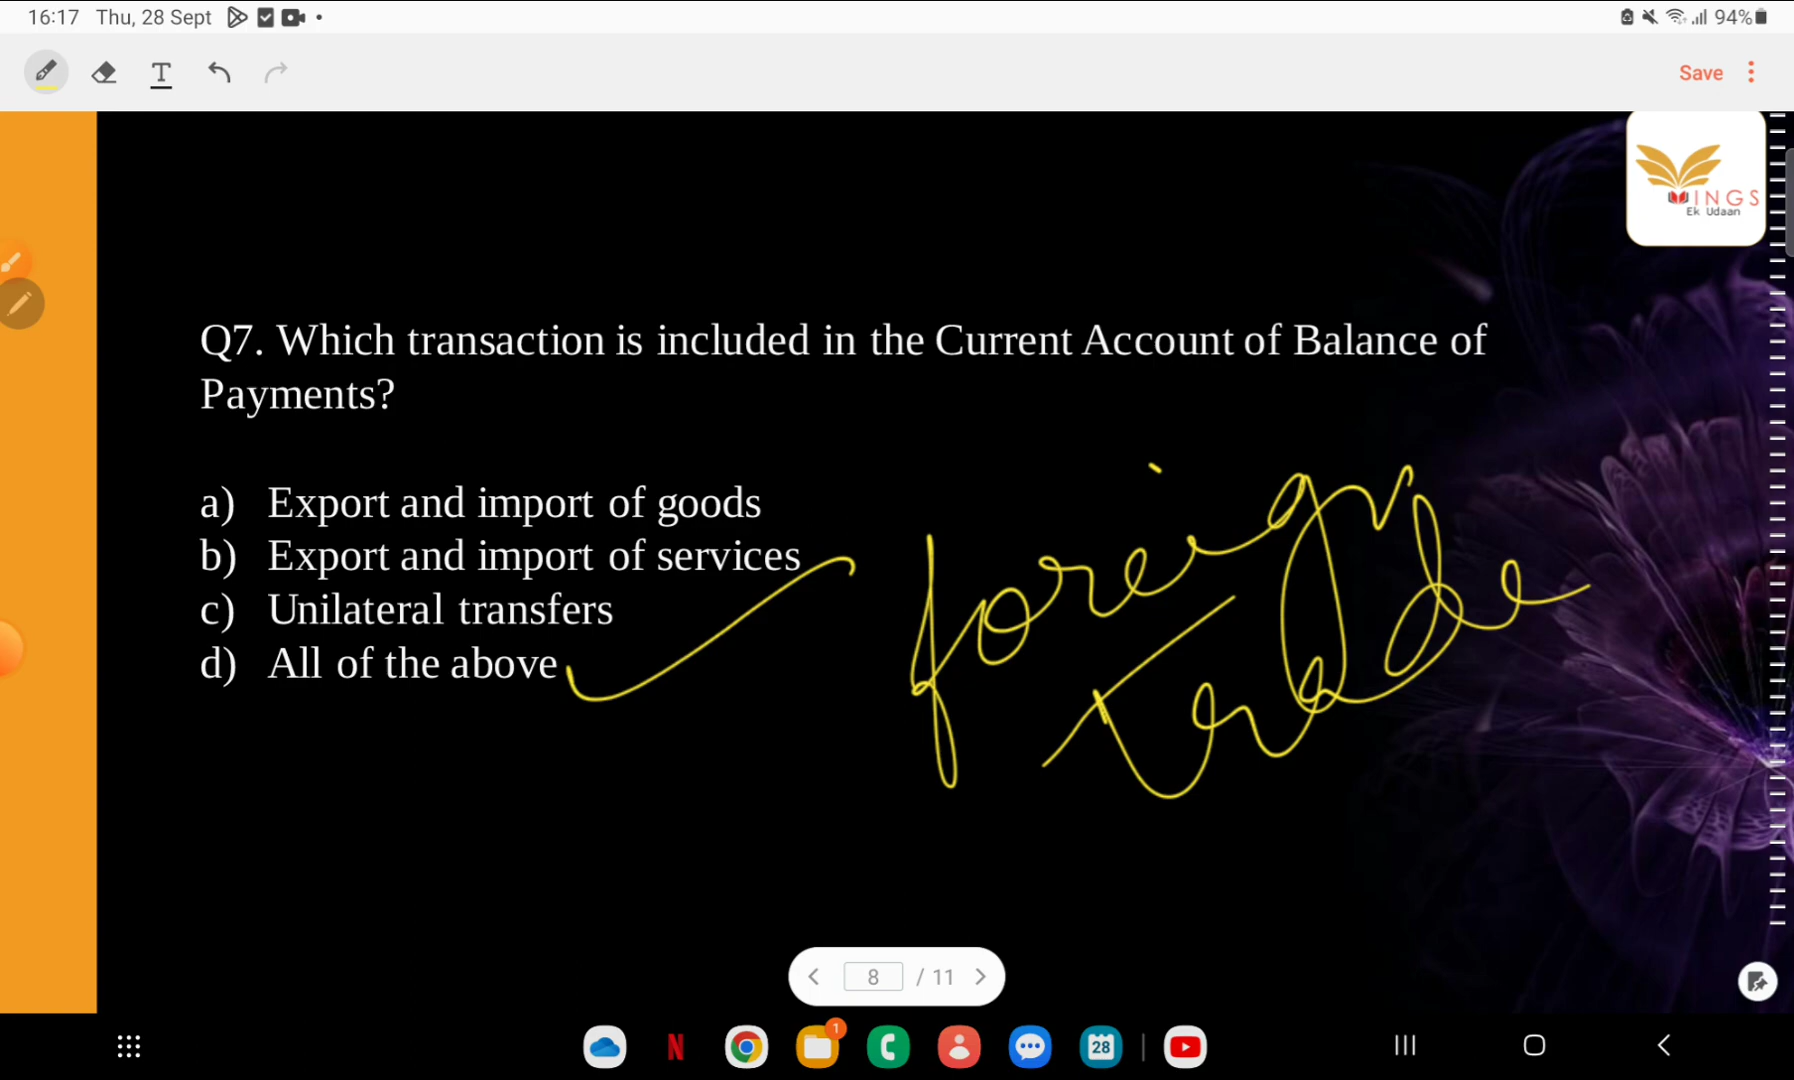 16:17 Thu, 28 Sept
94%
T
Save
WINGS
Ek Udaan
Q7. Which transaction is included in the Current Account of Balance of
Payments?
a) Export and import of goods
b) Export and import of services
c) Unilateral transfers
d) All of the above
foreign
trade
8 / 11
1
N
28